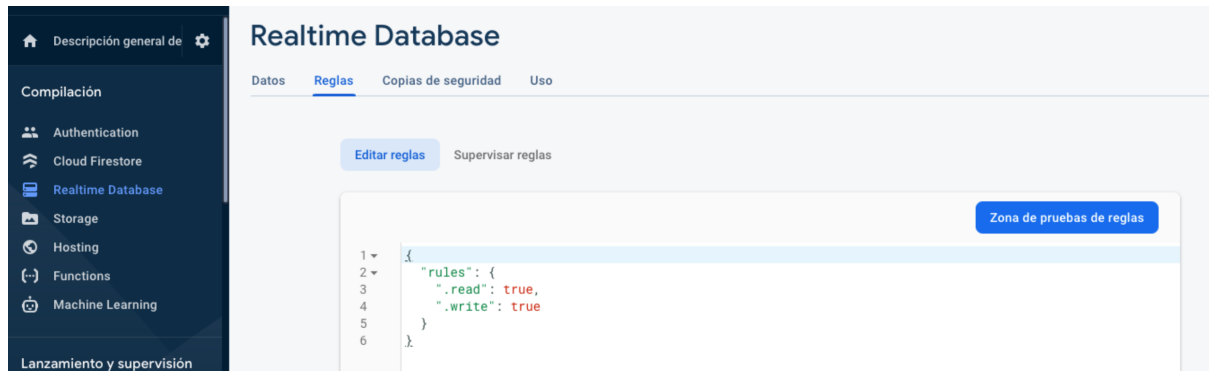 Descripción general de
Compilación
Authentication
Cloud Firestore
Realtime Database
Storage
Hosting
Functions
Machine Learning
Lanzamiento y supervisión
Realtime Database
Datos Reglas Copias de seguridad Uso
Editar reglas Supervisar reglas
Zona de pruebas de reglas
1 {
2 "rules": {
3 ".read": true,
4 ".write": true
5 }
6 }